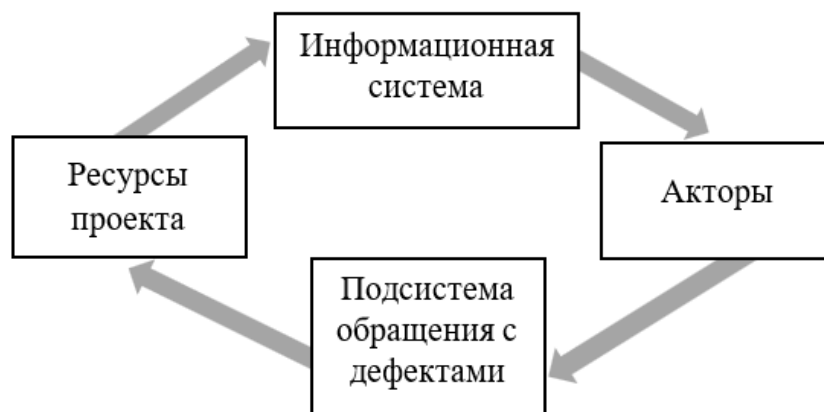 Информационная
система
Ресурсы
проекта
Акторы
Подсистема
обращения с
дефектами